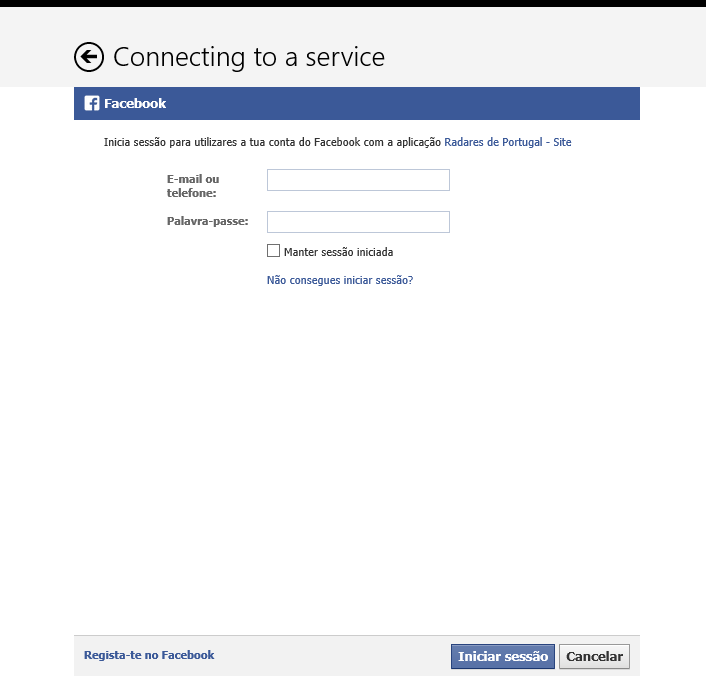 Connecting to a service
Facebook
Inicia sessão para utilizares a tua conta do Facebook com a aplicação Radares de Portugal - Site
E-mail ou
telefone:
Palavra-passe:
Manter sessão iniciada
Não consegues iniciar sessão?
Regista-te no Facebook
Iniciar sessão
Cancelar